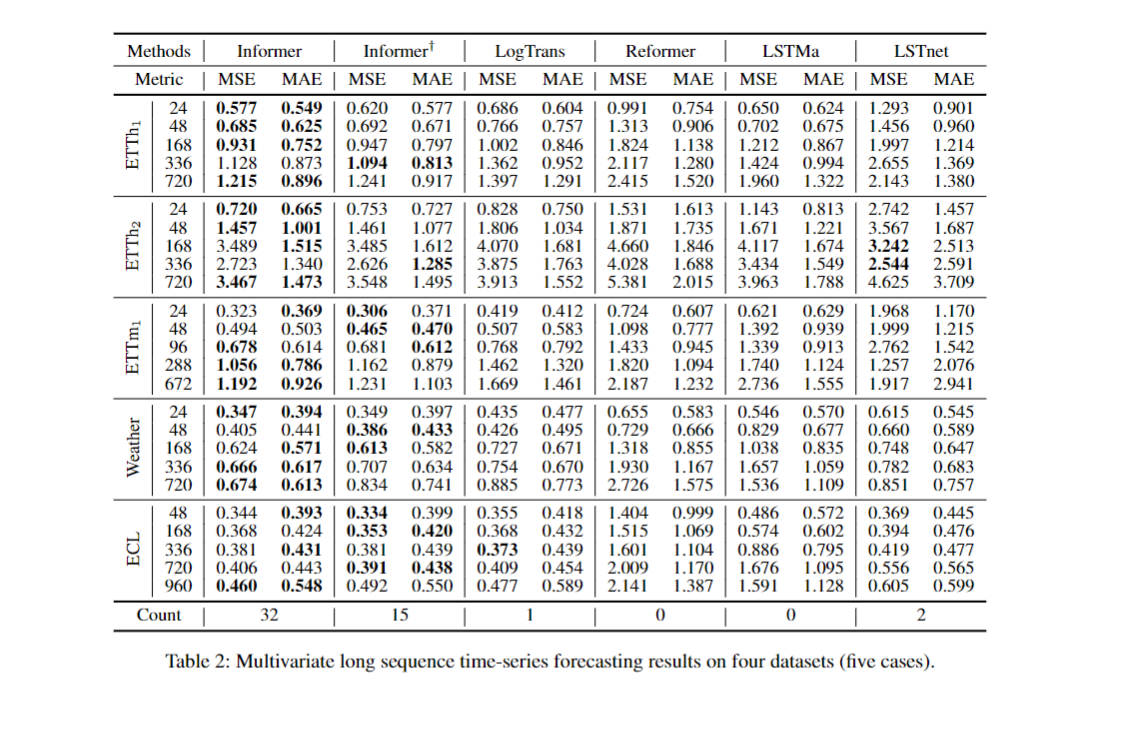 Methods Informer Informer† LogTrans Reformer LSTMa LSTnet
Metric MSE MAE MSE MAE MSE MAE MSE MAE MSE MAE MSE MAE
ETTh1
24 0.577 0.549 0.620 0.577 0.686 0.604 0.991 0.754 0.650 0.624 1.293 0.901
48 0.685 0.625 0.692 0.671 0.766 0.757 1.313 0.906 0.702 0.675 1.456 0.960
168 0.931 0.752 0.947 0.797 1.002 0.846 1.824 1.138 1.212 0.867 1.997 1.214
336 1.128 0.873 1.094 0.813 1.362 0.952 2.117 1.280 1.424 0.994 2.655 1.369
720 1.215 0.896 1.241 0.917 1.397 1.291 2.415 1.520 1.960 1.322 2.143 1.380
ETTh2
24 0.720 0.665 0.753 0.727 0.828 0.750 1.531 1.613 1.143 0.813 2.742 1.457
48 1.457 1.001 1.461 1.077 1.806 1.034 1.871 1.735 1.671 1.221 3.567 1.687
168 3.489 1.515 3.485 1.612 4.070 1.681 4.660 1.846 4.117 1.674 3.242 2.513
336 2.723 1.340 2.626 1.285 3.875 1.763 4.028 1.688 3.434 1.549 2.544 2.591
720 3.467 1.473 3.548 1.495 3.913 1.552 5.381 2.015 3.963 1.788 4.625 3.709
ETTm1
24 0.323 0.369 0.306 0.371 0.419 0.412 0.724 0.607 0.621 0.629 1.968 1.170
48 0.494 0.503 0.465 0.470 0.507 0.583 1.098 0.777 1.392 0.939 1.999 1.215
96 0.678 0.614 0.681 0.612 0.768 0.792 1.433 0.945 1.339 0.913 2.762 1.542
288 1.056 0.786 1.162 0.879 1.462 1.320 1.820 1.094 1.740 1.124 1.257 2.076
672 1.192 0.926 1.231 1.103 1.669 1.461 2.187 1.232 2.736 1.555 1.917 2.941
Weather
24 0.347 0.394 0.349 0.397 0.435 0.477 0.655 0.583 0.546 0.570 0.615 0.545
48 0.405 0.441 0.386 0.433 0.426 0.495 0.729 0.666 0.829 0.677 0.660 0.589
168 0.624 0.571 0.613 0.582 0.727 0.671 1.318 0.855 1.038 0.835 0.748 0.647
336 0.666 0.617 0.707 0.634 0.754 0.670 1.930 1.167 1.657 1.059 0.782 0.683
720 0.674 0.613 0.834 0.741 0.885 0.773 2.726 1.575 1.536 1.109 0.851 0.757
ECL
48 0.344 0.393 0.334 0.399 0.355 0.418 1.404 0.999 0.486 0.572 0.369 0.445
168 0.368 0.424 0.353 0.420 0.368 0.432 1.515 1.069 0.574 0.602 0.394 0.476
336 0.381 0.431 0.381 0.439 0.373 0.439 1.601 1.104 0.886 0.795 0.419 0.477
720 0.406 0.443 0.391 0.438 0.409 0.454 2.009 1.170 1.676 1.095 0.556 0.565
960 0.460 0.548 0.492 0.550 0.477 0.589 2.141 1.387 1.591 1.128 0.605 0.599
Count 32 15 1 0 0 2
Table 2: Multivariate long sequence time-series forecasting results on four datasets (five cases).